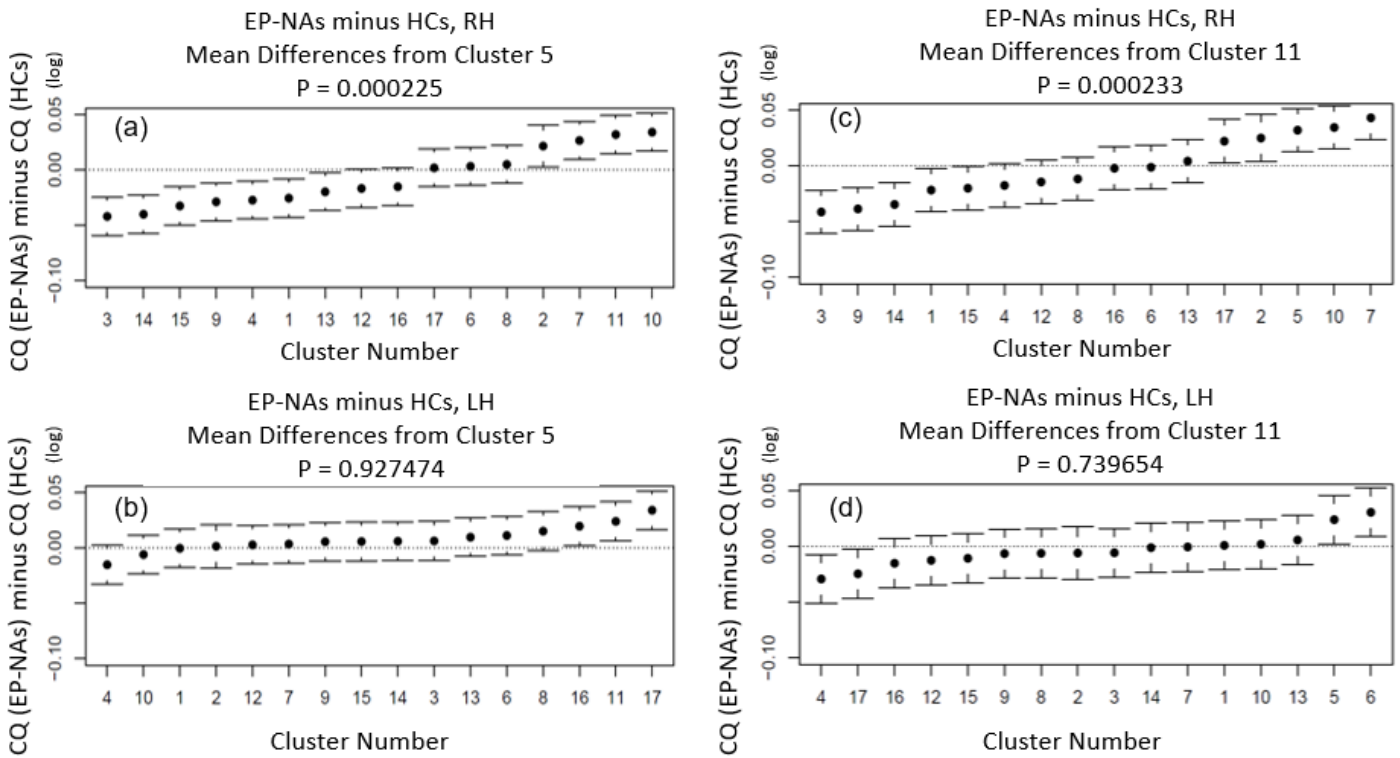 EP-NAs minus HCs, RH
Mean Differences from Cluster 5
P = 0.000225
CQ (EP-NAs) minus CQ (HCs)
(log)
(a)
0.05
0.00
−0.10
3 14 15 9 4 1 13 12 16 17 6 8 2 7 11 10
Cluster Number
EP-NAs minus HCs, RH
Mean Differences from Cluster 11
P = 0.000233
CQ (EP-NAs) minus CQ (HCs)
(log)
(c)
0.05
0.00
−0.10
3 9 14 1 15 4 12 8 16 6 13 17 2 5 10 7
Cluster Number
EP-NAs minus HCs, LH
Mean Differences from Cluster 5
P = 0.927474
CQ (EP-NAs) minus CQ (HCs)
(log)
(b)
0.05
0.00
−0.10
4 10 1 2 12 7 9 15 14 3 13 6 8 16 11 17
Cluster Number
EP-NAs minus HCs, LH
Mean Differences from Cluster 11
P = 0.739654
CQ (EP-NAs) minus CQ (HCs)
(log)
(d)
0.05
0.00
−0.10
4 17 16 12 15 9 8 2 3 14 7 1 10 13 5 6
Cluster Number